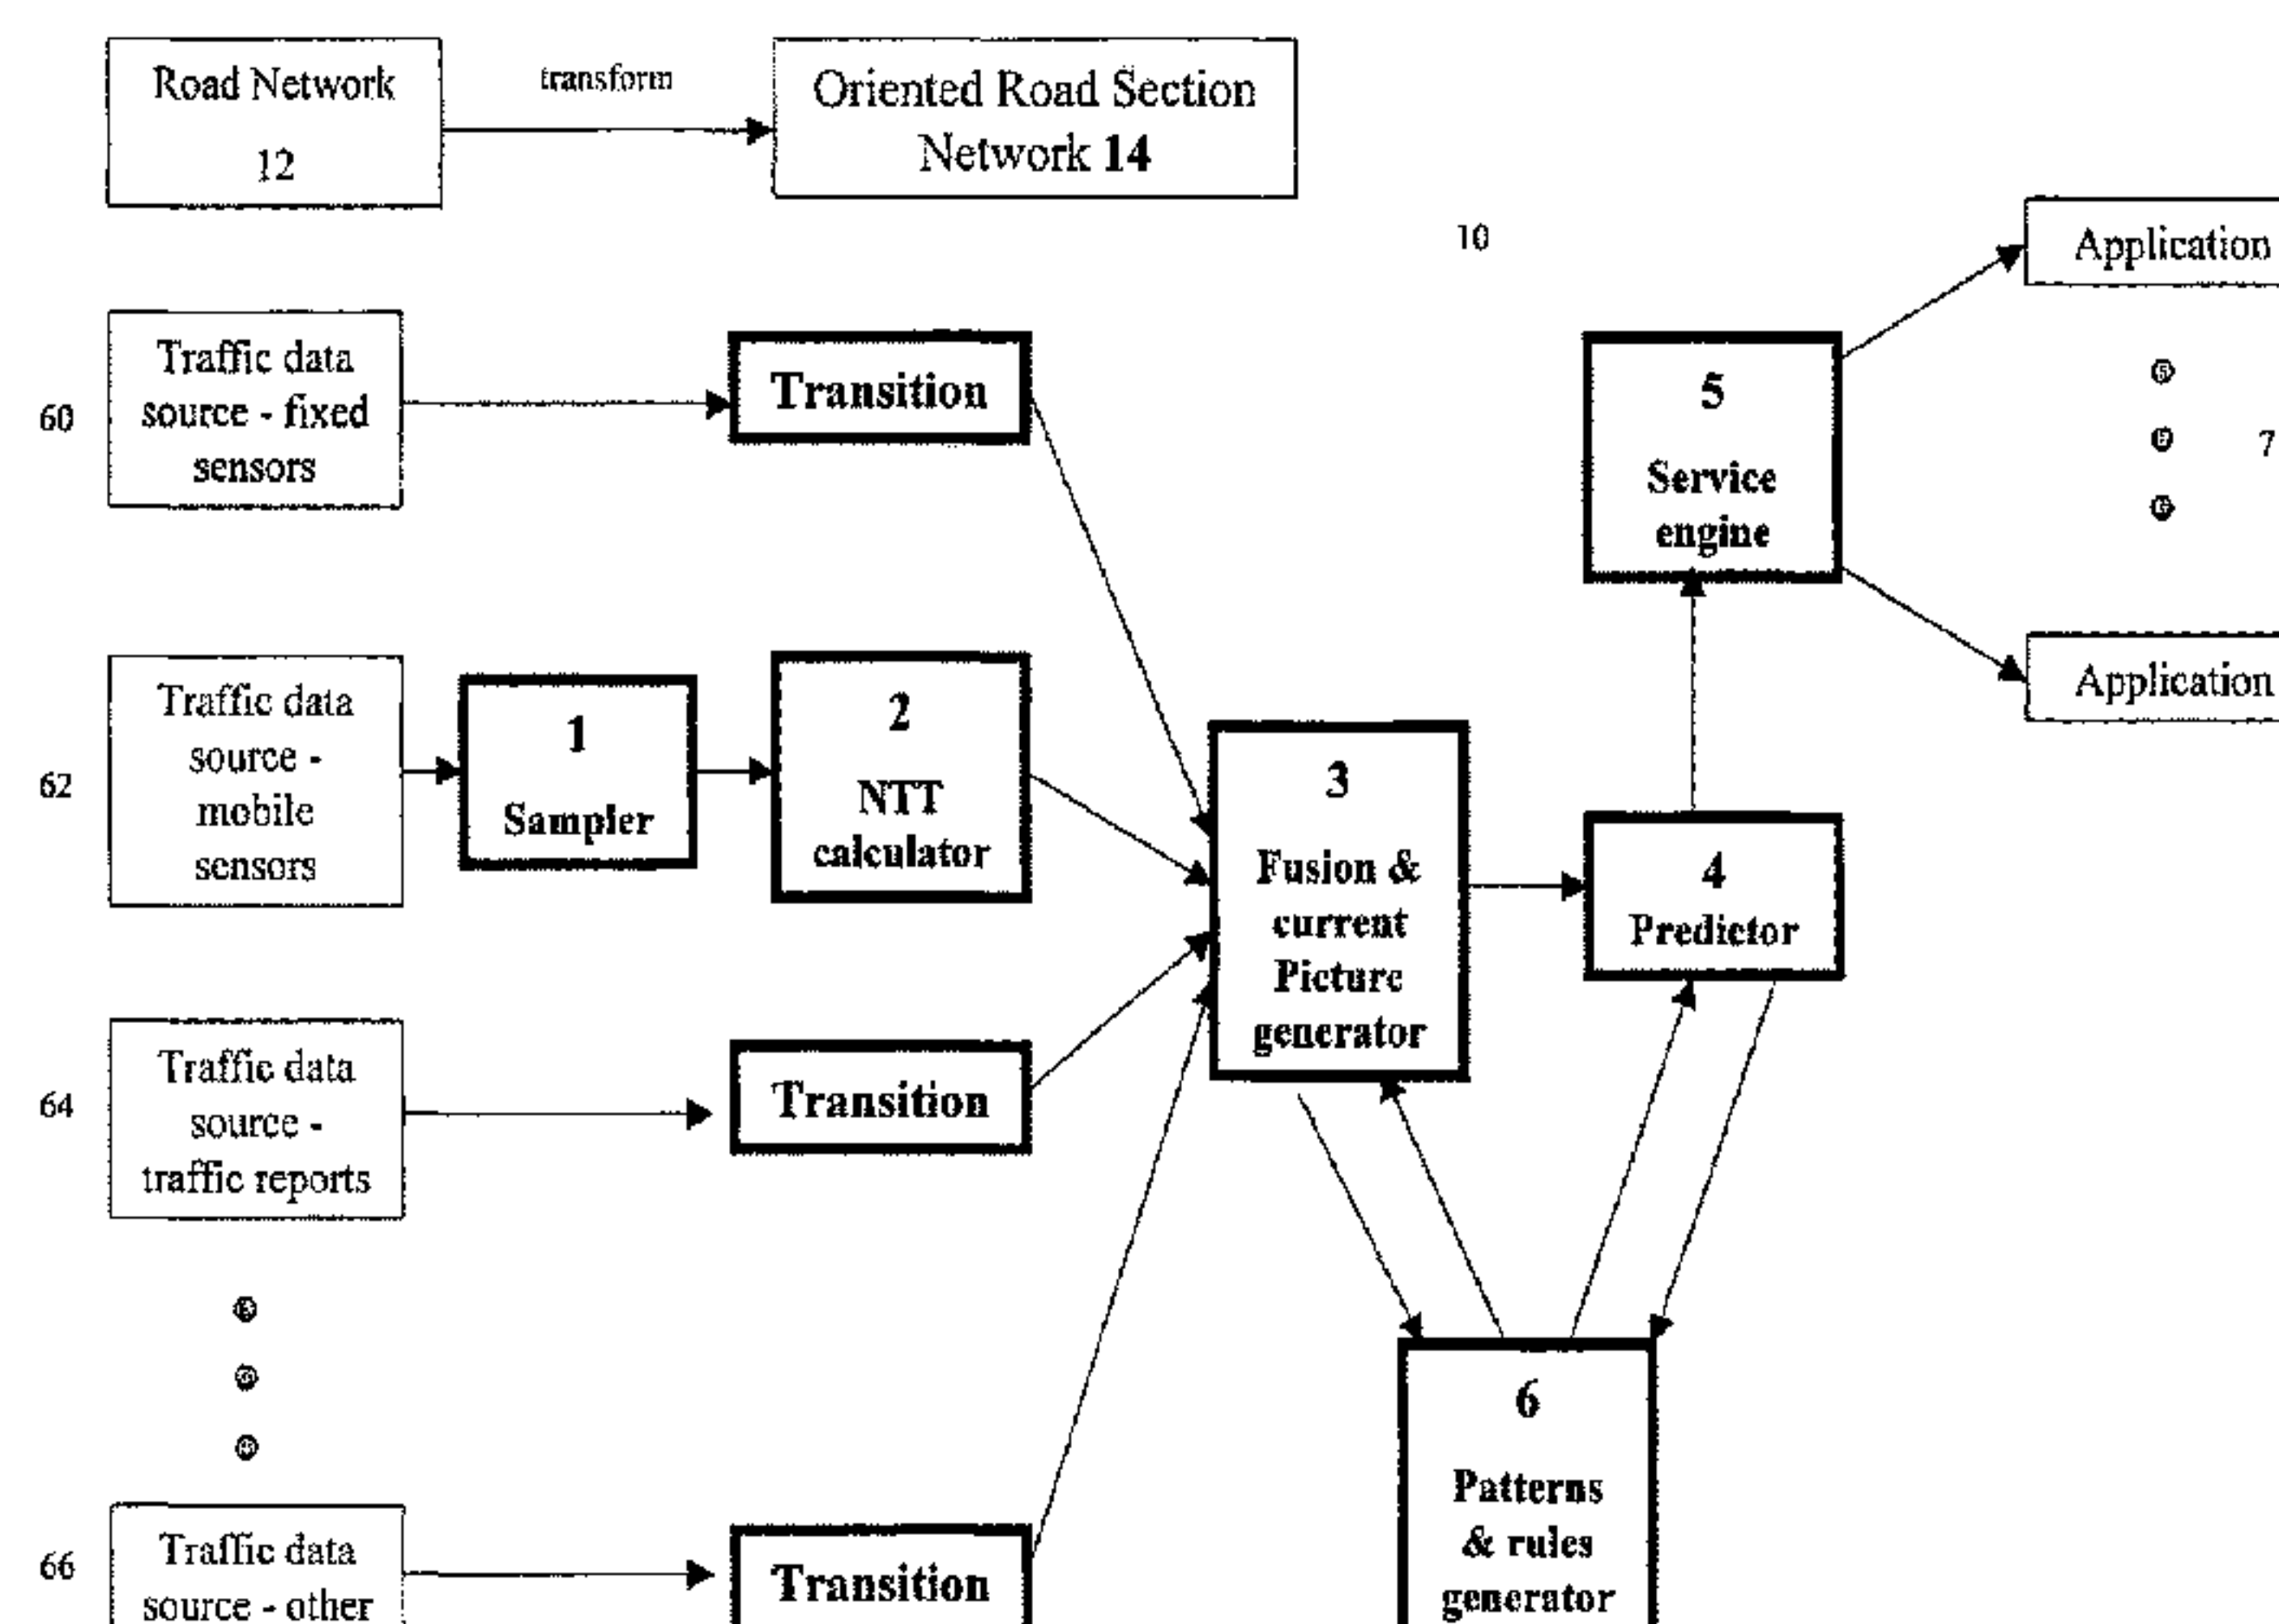 Road Network
12
transform
Oriented Road Section
Network 14
10
Application
60
Traffic data
source - fixed
sensors
Transition
5
Service
engine
7
Application
62
Traffic data
source -
mobile
sensors
1
Sampler
2
NTT
calculator
3
Fusion &
current
Picture
generator
4
Predictor
64
Traffic data
source -
traffic reports
Transition
6
Patterns
& rules
generator
66
Traffic data
source - other
Transition